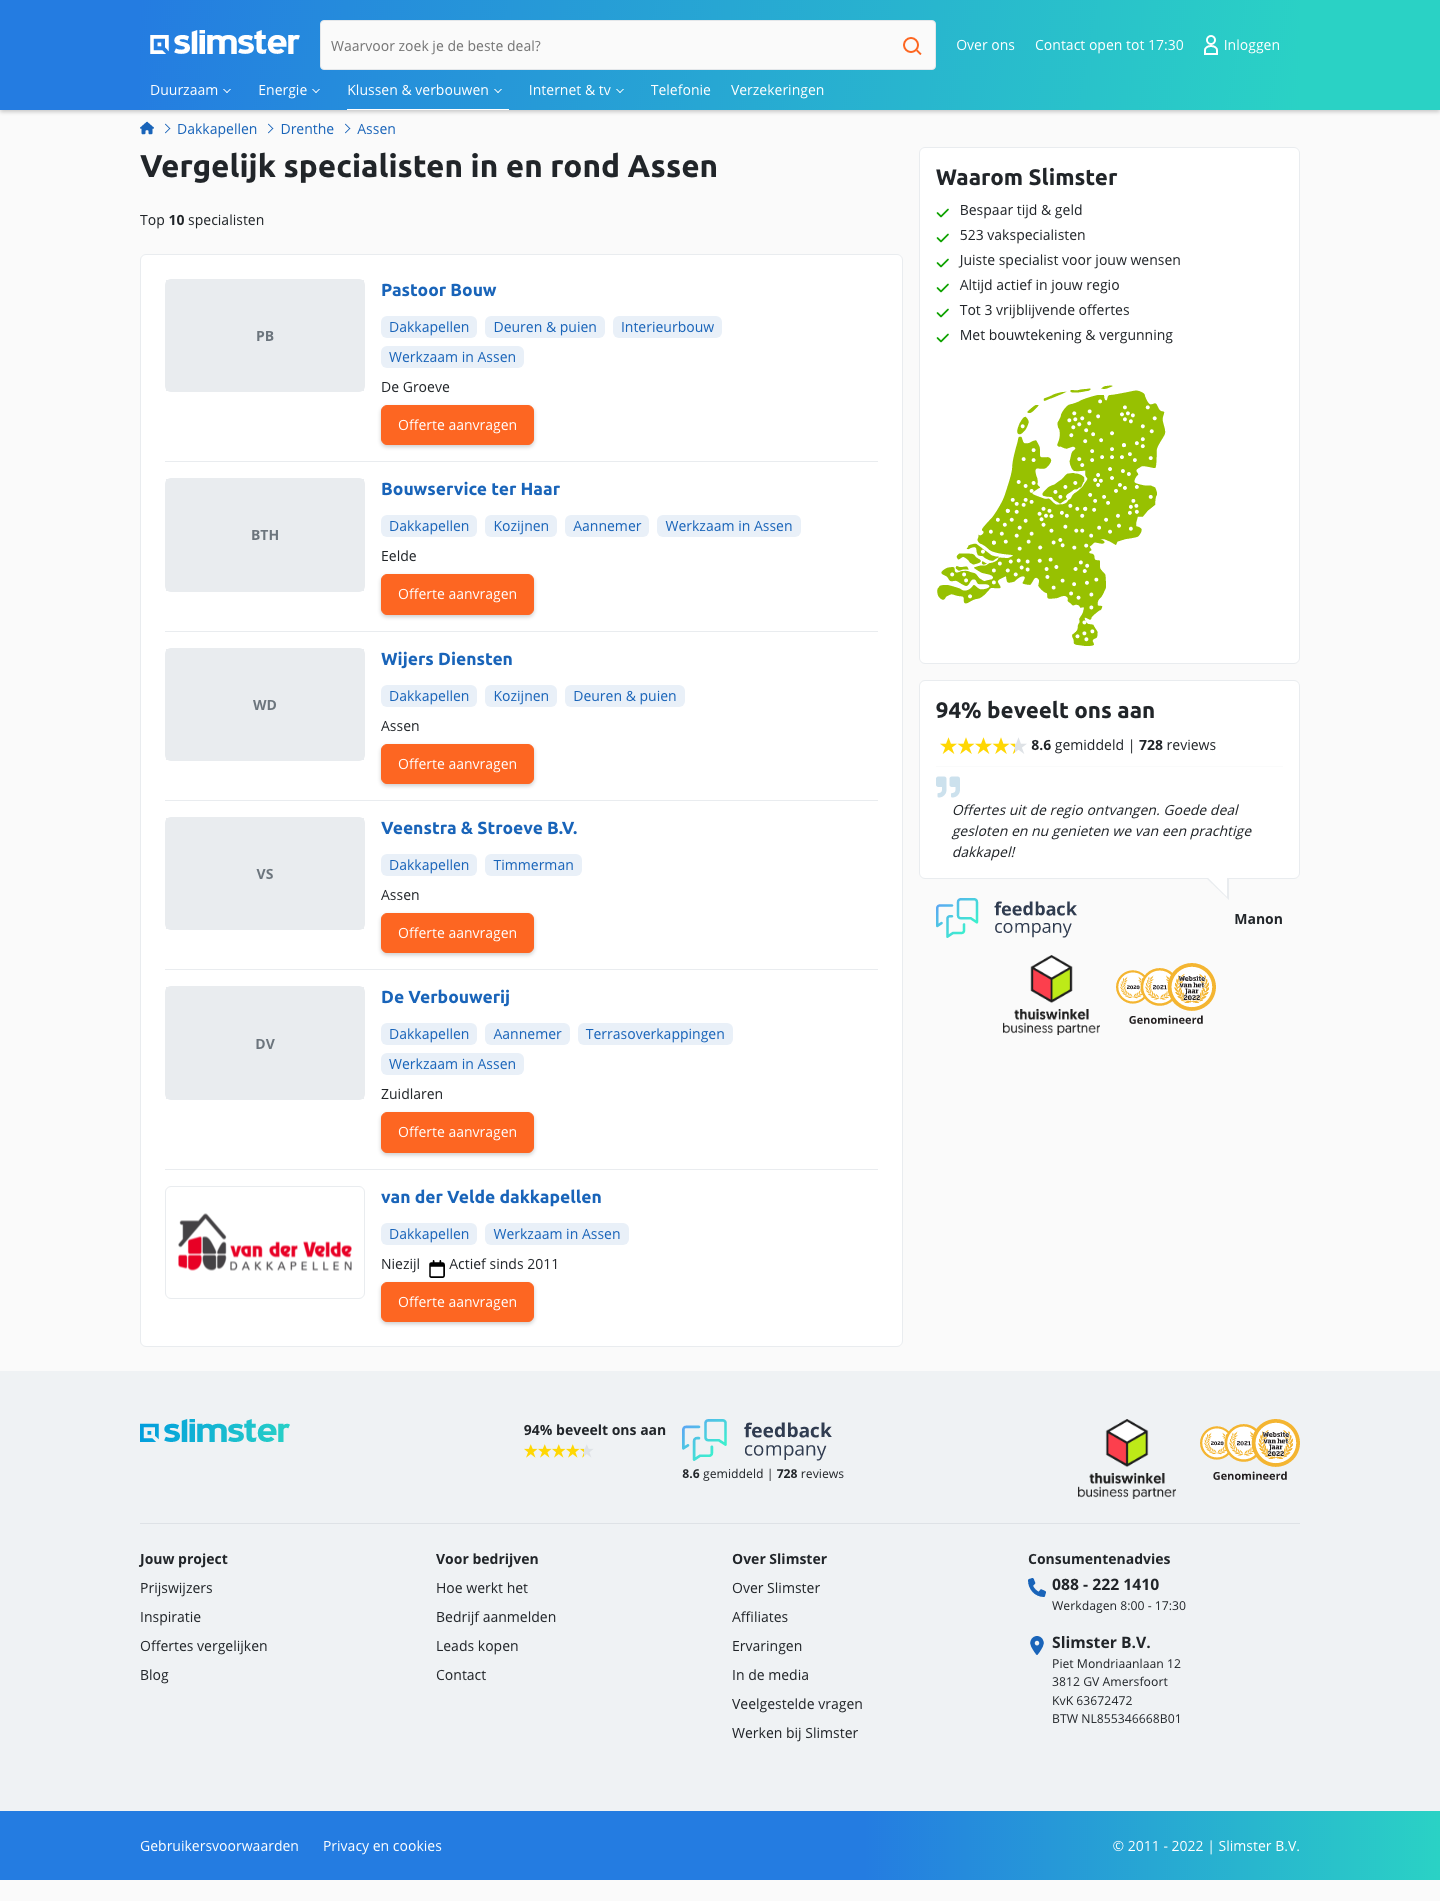 slimster
Waarvoor zoek je de beste deal?
Over ons
Contact open tot 17:30
Inloggen
Duurzaam
Energie
Klussen & verbouwen
Internet & tv
Telefonie
Verzekeringen
Dakkapellen
Drenthe
Assen
Vergelijk specialisten in en rond Assen
Top 10 specialisten
PB
Pastoor Bouw
Dakkapellen
Deuren & puien
Interieurbouw
Werkzaam in Assen
De Groeve
Offerte aanvragen
BTH
Bouwservice ter Haar
Dakkapellen
Kozijnen
Aannemer
Werkzaam in Assen
Eelde
Offerte aanvragen
WD
Wijers Diensten
Dakkapellen
Kozijnen
Deuren & puien
Assen
Offerte aanvragen
VS
Veenstra & Stroeve B.V.
Dakkapellen
Timmerman
Assen
Offerte aanvragen
DV
De Verbouwerij
Dakkapellen
Aannemer
Terrasoverkappingen
Werkzaam in Assen
Zuidlaren
Offerte aanvragen
van der Velde
DAKKAPELLEN
van der Velde dakkapellen
Dakkapellen
Werkzaam in Assen
Niezijl
Actief sinds 2011
Offerte aanvragen
Waarom Slimster
Bespaar tijd & geld
523 vakspecialisten
Juiste specialist voor jouw wensen
Altijd actief in jouw regio
Tot 3 vrijblijvende offertes
Met bouwtekening & vergunning
94% beveelt ons aan
8.6 gemiddeld | 728 reviews
Offertes uit de regio ontvangen. Goede deal
gesloten en nu genieten we van een prachtige
dakkapel!
feedback
company
Manon
thuiswinkel
business partner
2020
2021
Website
van het
Jaar
2022
Genomineerd
slimster
94% beveelt ons aan
feedback
company
8.6 gemiddeld | 728 reviews
thuiswinkel
business partner
2020
2021
Website
van het
Jaar
2022
Genomineerd
Jouw project
Prijswijzers
Inspiratie
Offertes vergelijken
Blog
Voor bedrijven
Hoe werkt het
Bedrijf aanmelden
Leads kopen
Contact
Over Slimster
Over Slimster
Affiliates
Ervaringen
In de media
Veelgestelde vragen
Werken bij Slimster
Consumentenadvies
088 - 222 1410
Werkdagen 8:00 - 17:30
Slimster B.V.
Piet Mondriaanlaan 12
3812 GV Amersfoort
KvK 63672472
BTW NL855346668B01
Gebruikersvoorwaarden
Privacy en cookies
© 2011 - 2022 | Slimster B.V.